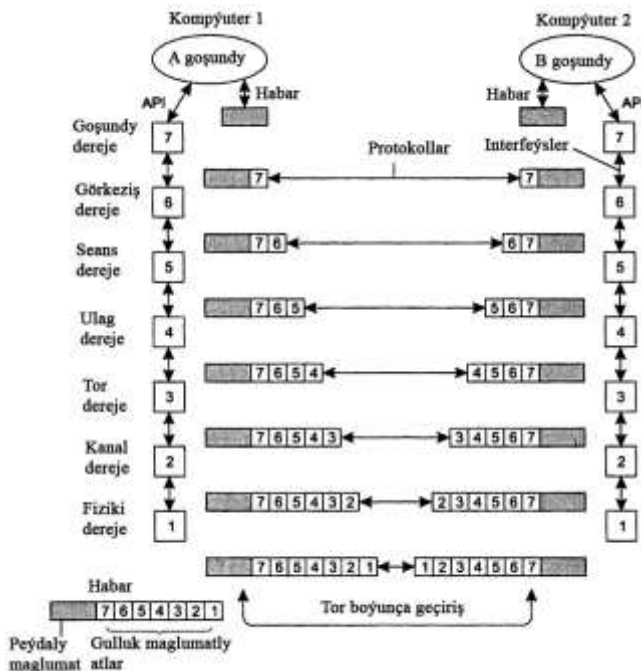 Kompýuter 1
Kompýuter 2
A goşundy
B goşundy
API
Habar
Habar
AP
Goşundy
dereje
7
Protokollar
Interfeýsler
7
7
7
Görkeziş
dereje
6
6
7 6
6 7
Seans
dereje
5
5
7 6 5
5 6 7
Ulag
dereje
4
4
7 6 5 4
4 5 6 7
Tor
dereje
3
3
7 6 5 4 3
3 4 5 6 7
Kanal
dereje
2
2
7 6 5 4 3 2
2 3 4 5 6 7
Fiziki
dereje
1
1
7 6 5 4 3 2 1
1 2 3 4 5 6 7
Habar
7 6 5 4 3 2 1
Tor boýunça geçiriş
Peýdaly
maglumat
Gulluk maglumatly
atlar